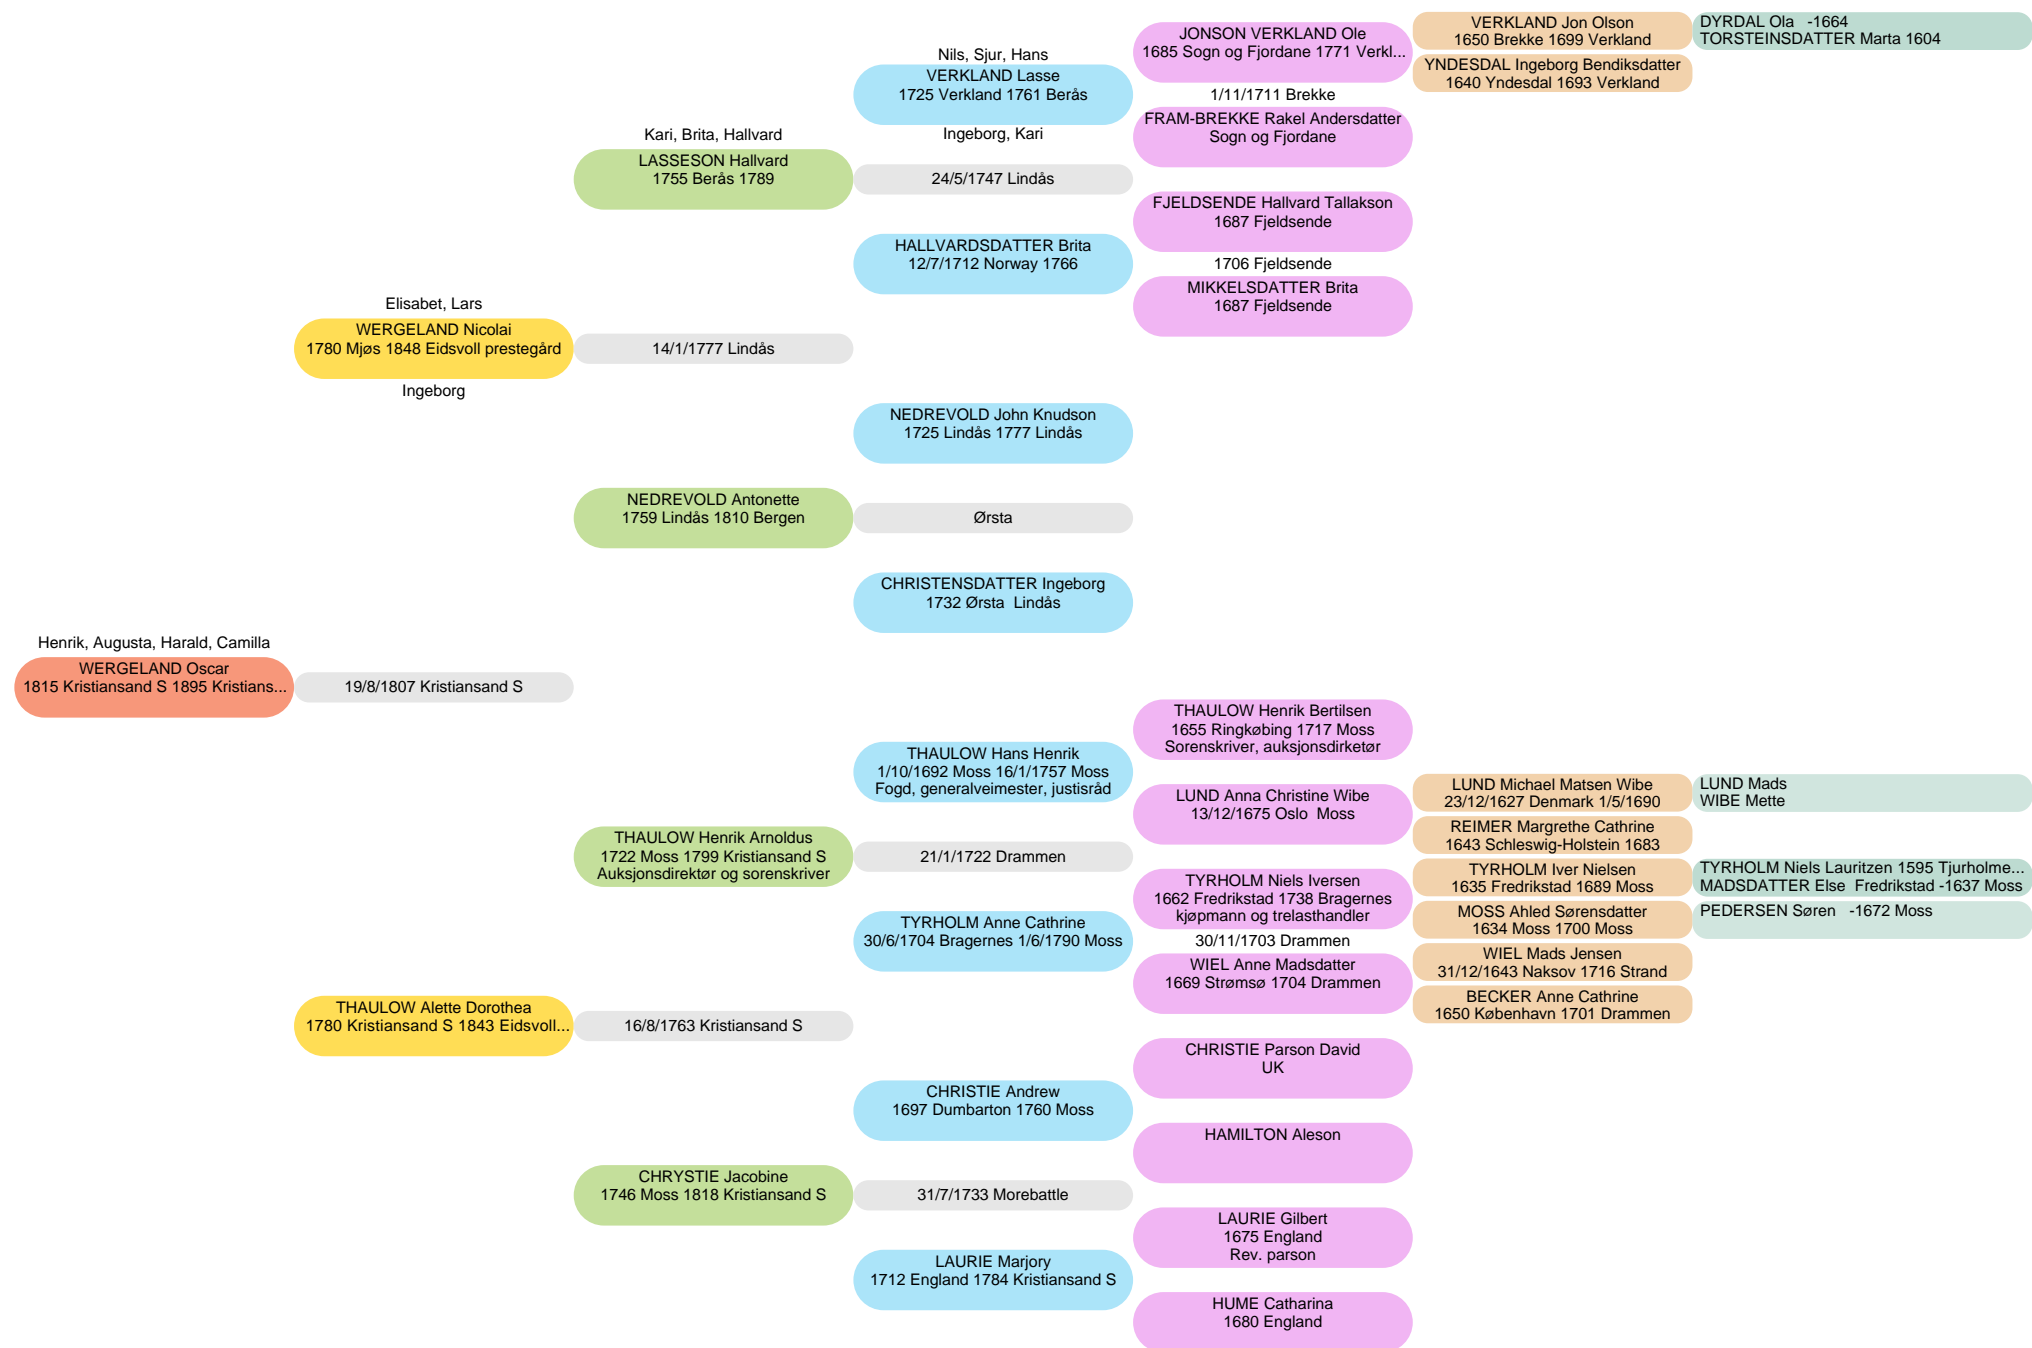 Henrik, Augusta, Harald, Camilla
WERGELAND Oscar
1815 Kristiansand S 1895 Kristians...
Elisabet, Lars
WERGELAND Nicolai
1780 Mjøs 1848 Eidsvoll prestegård
Ingeborg
19/8/1807 Kristiansand S
THAULOW Alette Dorothea
1780 Kristiansand S 1843 Eidsvoll...
Kari, Brita, Hallvard
LASSESON Hallvard
1755 Berås 1789
14/1/1777 Lindås
NEDREVOLD Antonette
1759 Lindås 1810 Bergen
THAULOW Henrik Arnoldus
1722 Moss 1799 Kristiansand S
Auksjonsdirektør og sorenskriver
16/8/1763 Kristiansand S
CHRYSTIE Jacobine
1746 Moss 1818 Kristiansand S
Nils, Sjur, Hans
VERKLAND Lasse
1725 Verkland 1761 Berås
Ingeborg, Kari
24/5/1747 Lindås
HALLVARDSDATTER Brita
12/7/1712 Norway 1766
NEDREVOLD John Knudson
1725 Lindås 1777 Lindås
Ørsta
CHRISTENSDATTER Ingeborg
1732 Ørsta  Lindås
THAULOW Hans Henrik
1/10/1692 Moss 16/1/1757 Moss
Fogd, generalveimester, justisråd
21/1/1722 Drammen
TYRHOLM Anne Cathrine
30/6/1704 Bragernes 1/6/1790 Moss
CHRISTIE Andrew
1697 Dumbarton 1760 Moss
31/7/1733 Morebattle
LAURIE Marjory
1712 England 1784 Kristiansand S
JONSON VERKLAND Ole
1685 Sogn og Fjordane 1771 Verkl...
1/11/1711 Brekke
FRAM-BREKKE Rakel Andersdatter
Sogn og Fjordane
FJELDSENDE Hallvard Tallakson
1687 Fjeldsende
1706 Fjeldsende
MIKKELSDATTER Brita
1687 Fjeldsende
THAULOW Henrik Bertilsen
1655 Ringkøbing 1717 Moss
Sorenskriver, auksjonsdirketør
LUND Anna Christine Wibe
13/12/1675 Oslo  Moss
TYRHOLM Niels Iversen
1662 Fredrikstad 1738 Bragernes
kjøpmann og trelasthandler
30/11/1703 Drammen
WIEL Anne Madsdatter
1669 Strømsø 1704 Drammen
CHRISTIE Parson David
UK
HAMILTON Aleson
LAURIE Gilbert
1675 England
Rev. parson
HUME Catharina
1680 England
VERKLAND Jon Olson
1650 Brekke 1699 Verkland
YNDESDAL Ingeborg Bendiksdatter
1640 Yndesdal 1693 Verkland
LUND Michael Matsen Wibe
23/12/1627 Denmark 1/5/1690
REIMER Margrethe Cathrine
1643 Schleswig-Holstein 1683
TYRHOLM Iver Nielsen
1635 Fredrikstad 1689 Moss
MOSS Ahled Sørensdatter
1634 Moss 1700 Moss
WIEL Mads Jensen
31/12/1643 Naksov 1716 Strand
BECKER Anne Cathrine
1650 København 1701 Drammen
DYRDAL Ola   -1664
TORSTEINSDATTER Marta 1604
LUND Mads
WIBE Mette
TYRHOLM Niels Lauritzen 1595 Tjurholme...
MADSDATTER Else  Fredrikstad -1637 Moss
PEDERSEN Søren   -1672 Moss